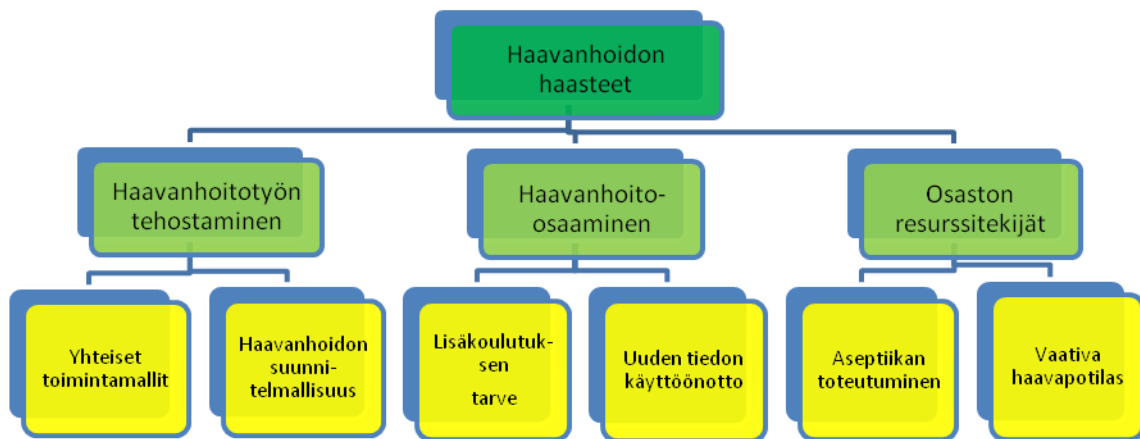 Haavanhoidon
haasteet
Haavanhoitotyön
tehostaminen
Haavanhoito-
osaaminen
Osaston
resurssitekijät
Yhteiset
toimintamallit
Haavanhoidon
suunni-
telmallisuus
Lisäkoulutuk-
sen
tarve
Uuden tiedon
käyttöönotto
Aseptiikan
toteutuminen
Vaativa
haavapotilas